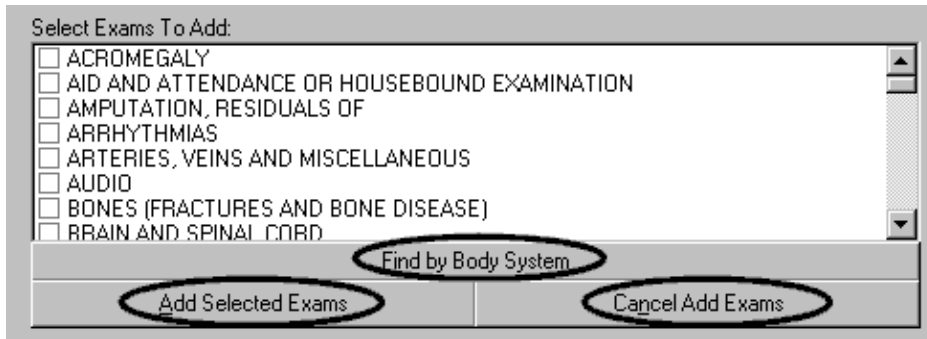 Select Exams To Add:
ACROMEGALY
AID AND ATTENDANCE OR HOUSEBOUND EXAMINATION
AMPUTATION, RESIDUALS OF
ARRHYTHMIAS
ARTERIES, VEINS AND MISCELLANEOUS
AUDIO
BONES (FRACTURES AND BONE DISEASE)
BRAIN AND SPINAL CORD
Find by Body System
Add Selected Exams
Cancel Add Exams